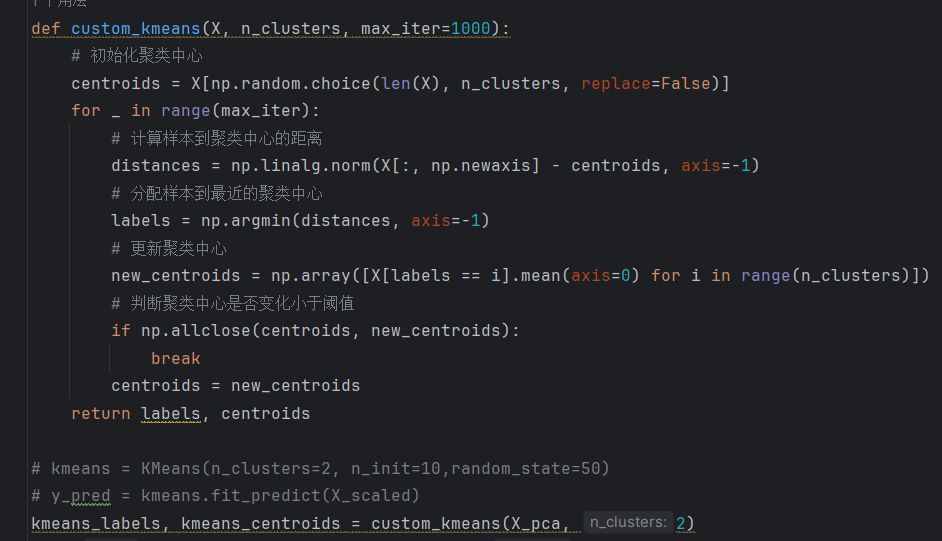 1 个用法
def custom_kmeans(X, n_clusters, max_iter=1000):
    # 初始化聚类中心
    centroids = X[np.random.choice(len(X), n_clusters, replace=False)]
    for _ in range(max_iter):
        # 计算样本到聚类中心的距离
        distances = np.linalg.norm(X[:, np.newaxis] - centroids, axis=-1)
        # 分配样本到最近的聚类中心
        labels = np.argmin(distances, axis=-1)
        # 更新聚类中心
        new_centroids = np.array([X[labels == i].mean(axis=0) for i in range(n_clusters)])
        # 判断聚类中心是否变化小于阈值
        if np.allclose(centroids, new_centroids):
            break
        centroids = new_centroids
    return labels, centroids
# kmeans = KMeans(n_clusters=2, n_init=10,random_state=50)
# y_pred = kmeans.fit_predict(X_scaled)
kmeans_labels, kmeans_centroids = custom_kmeans(X_pca, n_clusters: 2)